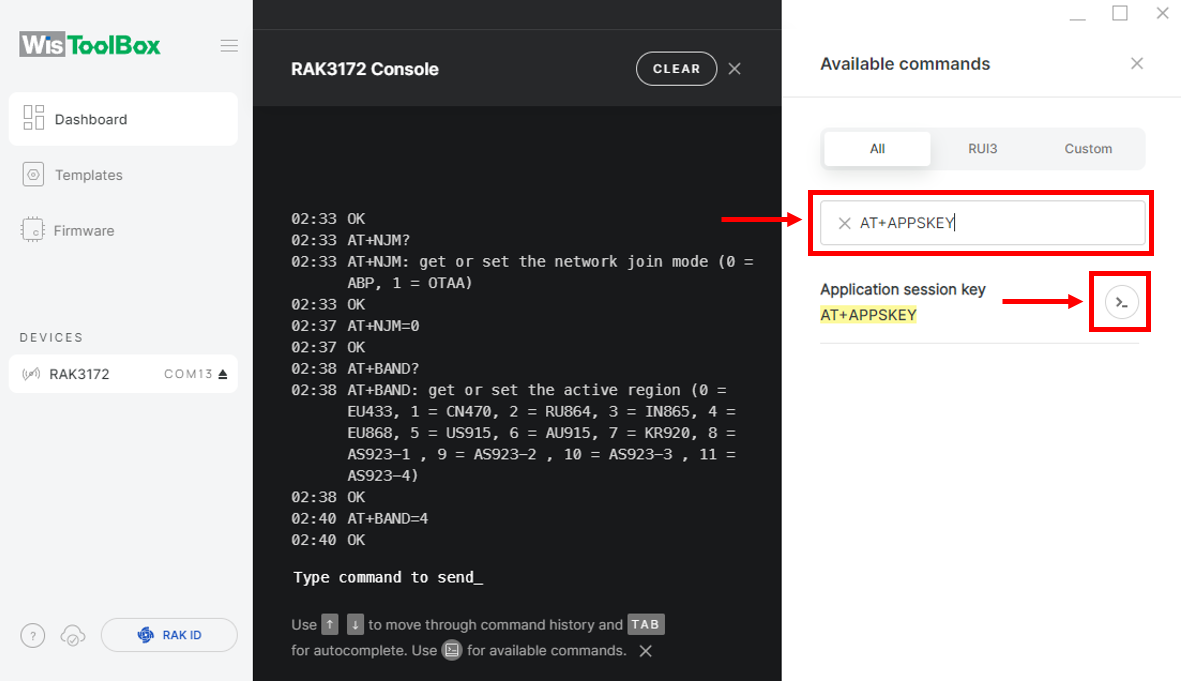 WisToolBox
Dashboard
Templates
Firmware
DEVICES
RAK3172 COM13
?
RAK ID
RAK3172 Console
CLEAR
02:33 OK
02:33 AT+NJM?
02:33 AT+NJM: get or set the network join mode (0 =
ABP, 1 = OTAA)
02:33 OK
02:37 AT+NJM=0
02:37 OK
02:38 AT+BAND?
02:38 AT+BAND: get or set the active region (0 =
EU433, 1 = CN470, 2 = RU864, 3 = IN865, 4 =
EU868, 5 = US915, 6 = AU915, 7 = KR920, 8 =
AS923-1 , 9 = AS923-2 , 10 = AS923-3 , 11 =
AS923-4)
02:38 OK
02:40 AT+BAND=4
02:40 OK
Type command to send_
Use ↑ ↓ to move through command history and TAB
for autocomplete. Use for available commands.
Available commands
All RUI3 Custom
AT+APPSKEY
Application session key
AT+APPSKEY